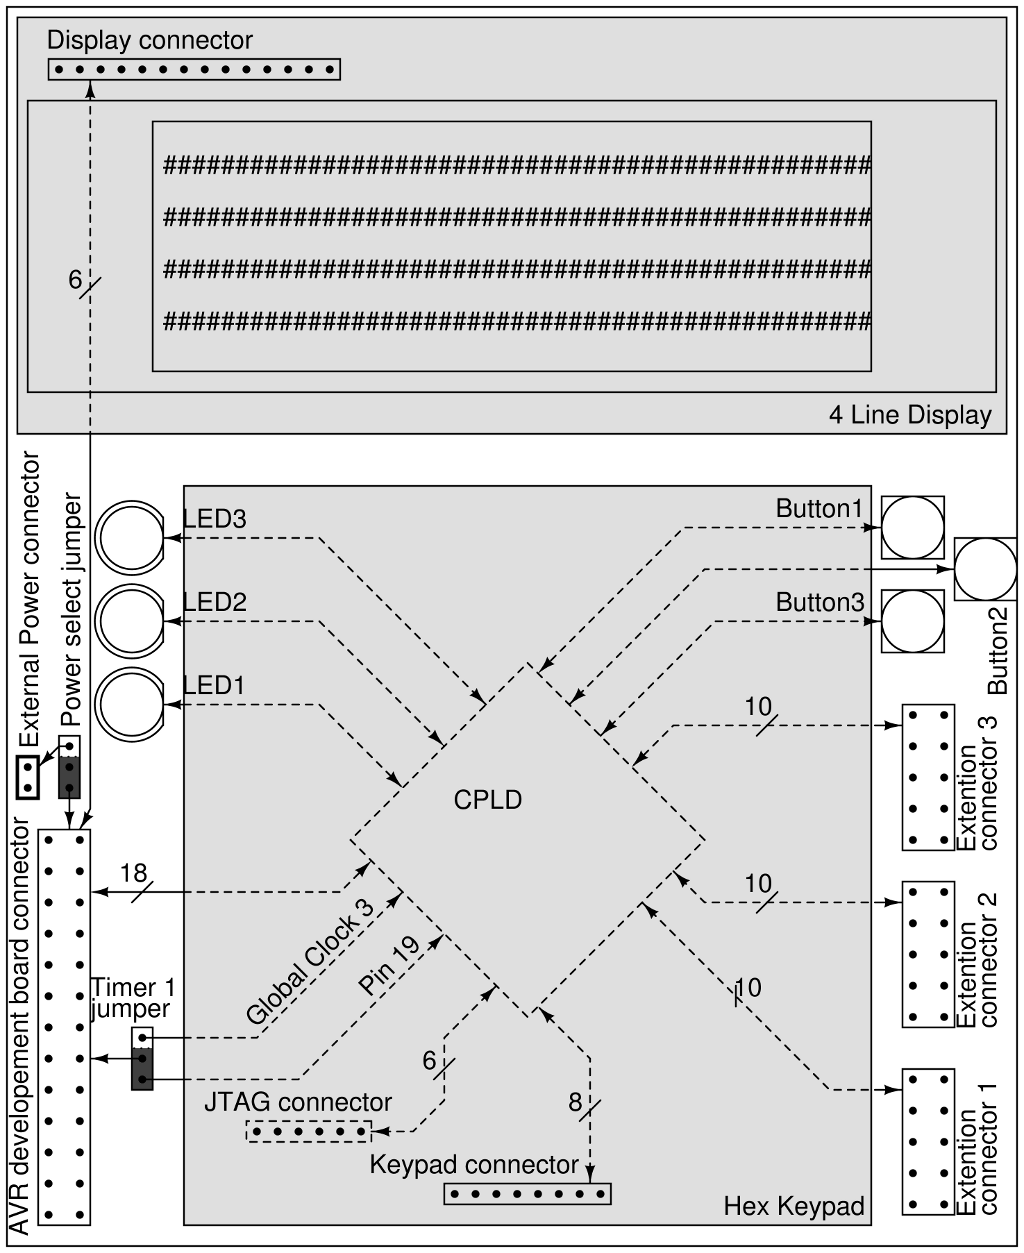 Display connector
#################################################
#################################################
#################################################
#################################################
6
4 Line Display
External Power connector
Power select jumper
LED3
LED2
LED1
Button1
Button3
Button2
CPLD
10
Extention
connector 3
10
Extention
connector 2
10
Extention
connector 1
18
AVR developement board connector
Global Clock 3
Pin 19
Timer 1
jumper
6
JTAG connector
8
Keypad connector
Hex Keypad